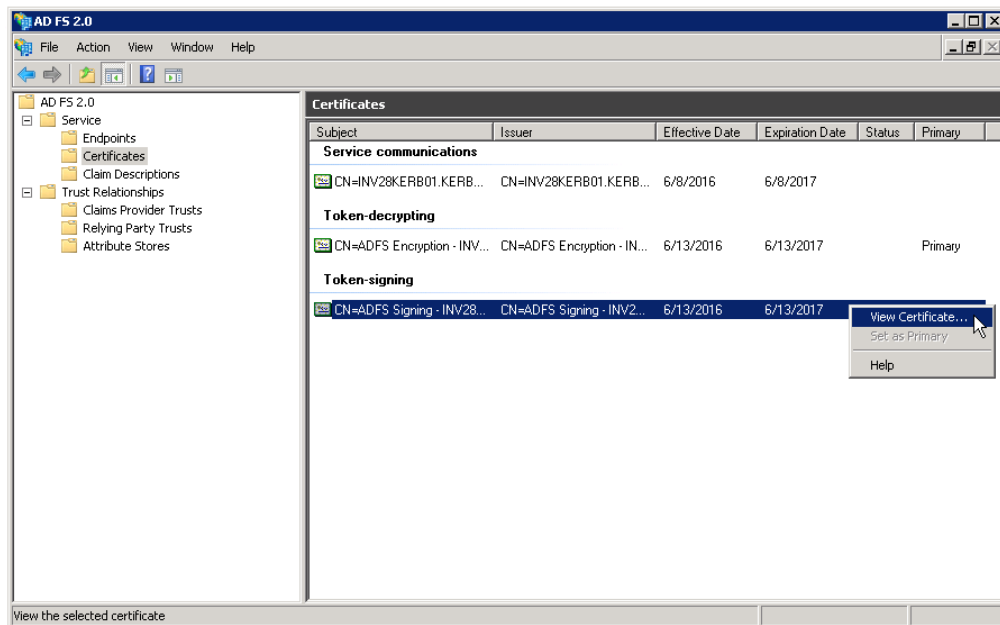 AD FS 2.0
File Action View Window Help
AD FS 2.0
Service
Endpoints
Certificates
Claim Descriptions
Trust Relationships
Claims Provider Trusts
Relying Party Trusts
Attribute Stores
Certificates
Subject Issuer Effective Date Expiration Date Status Primary
Service communications
CN=INV28KERB01.KERB... CN=INV28KERB01.KERB... 6/8/2016 6/8/2017
Token-decrypting
CN=ADFS Encryption - INV... CN=ADFS Encryption - IN... 6/13/2016 6/13/2017 Primary
Token-signing
CN=ADFS Signing - INV28... CN=ADFS Signing - INV2... 6/13/2016 6/13/2017
View Certificate...
Set as Primary
Help
View the selected certificate